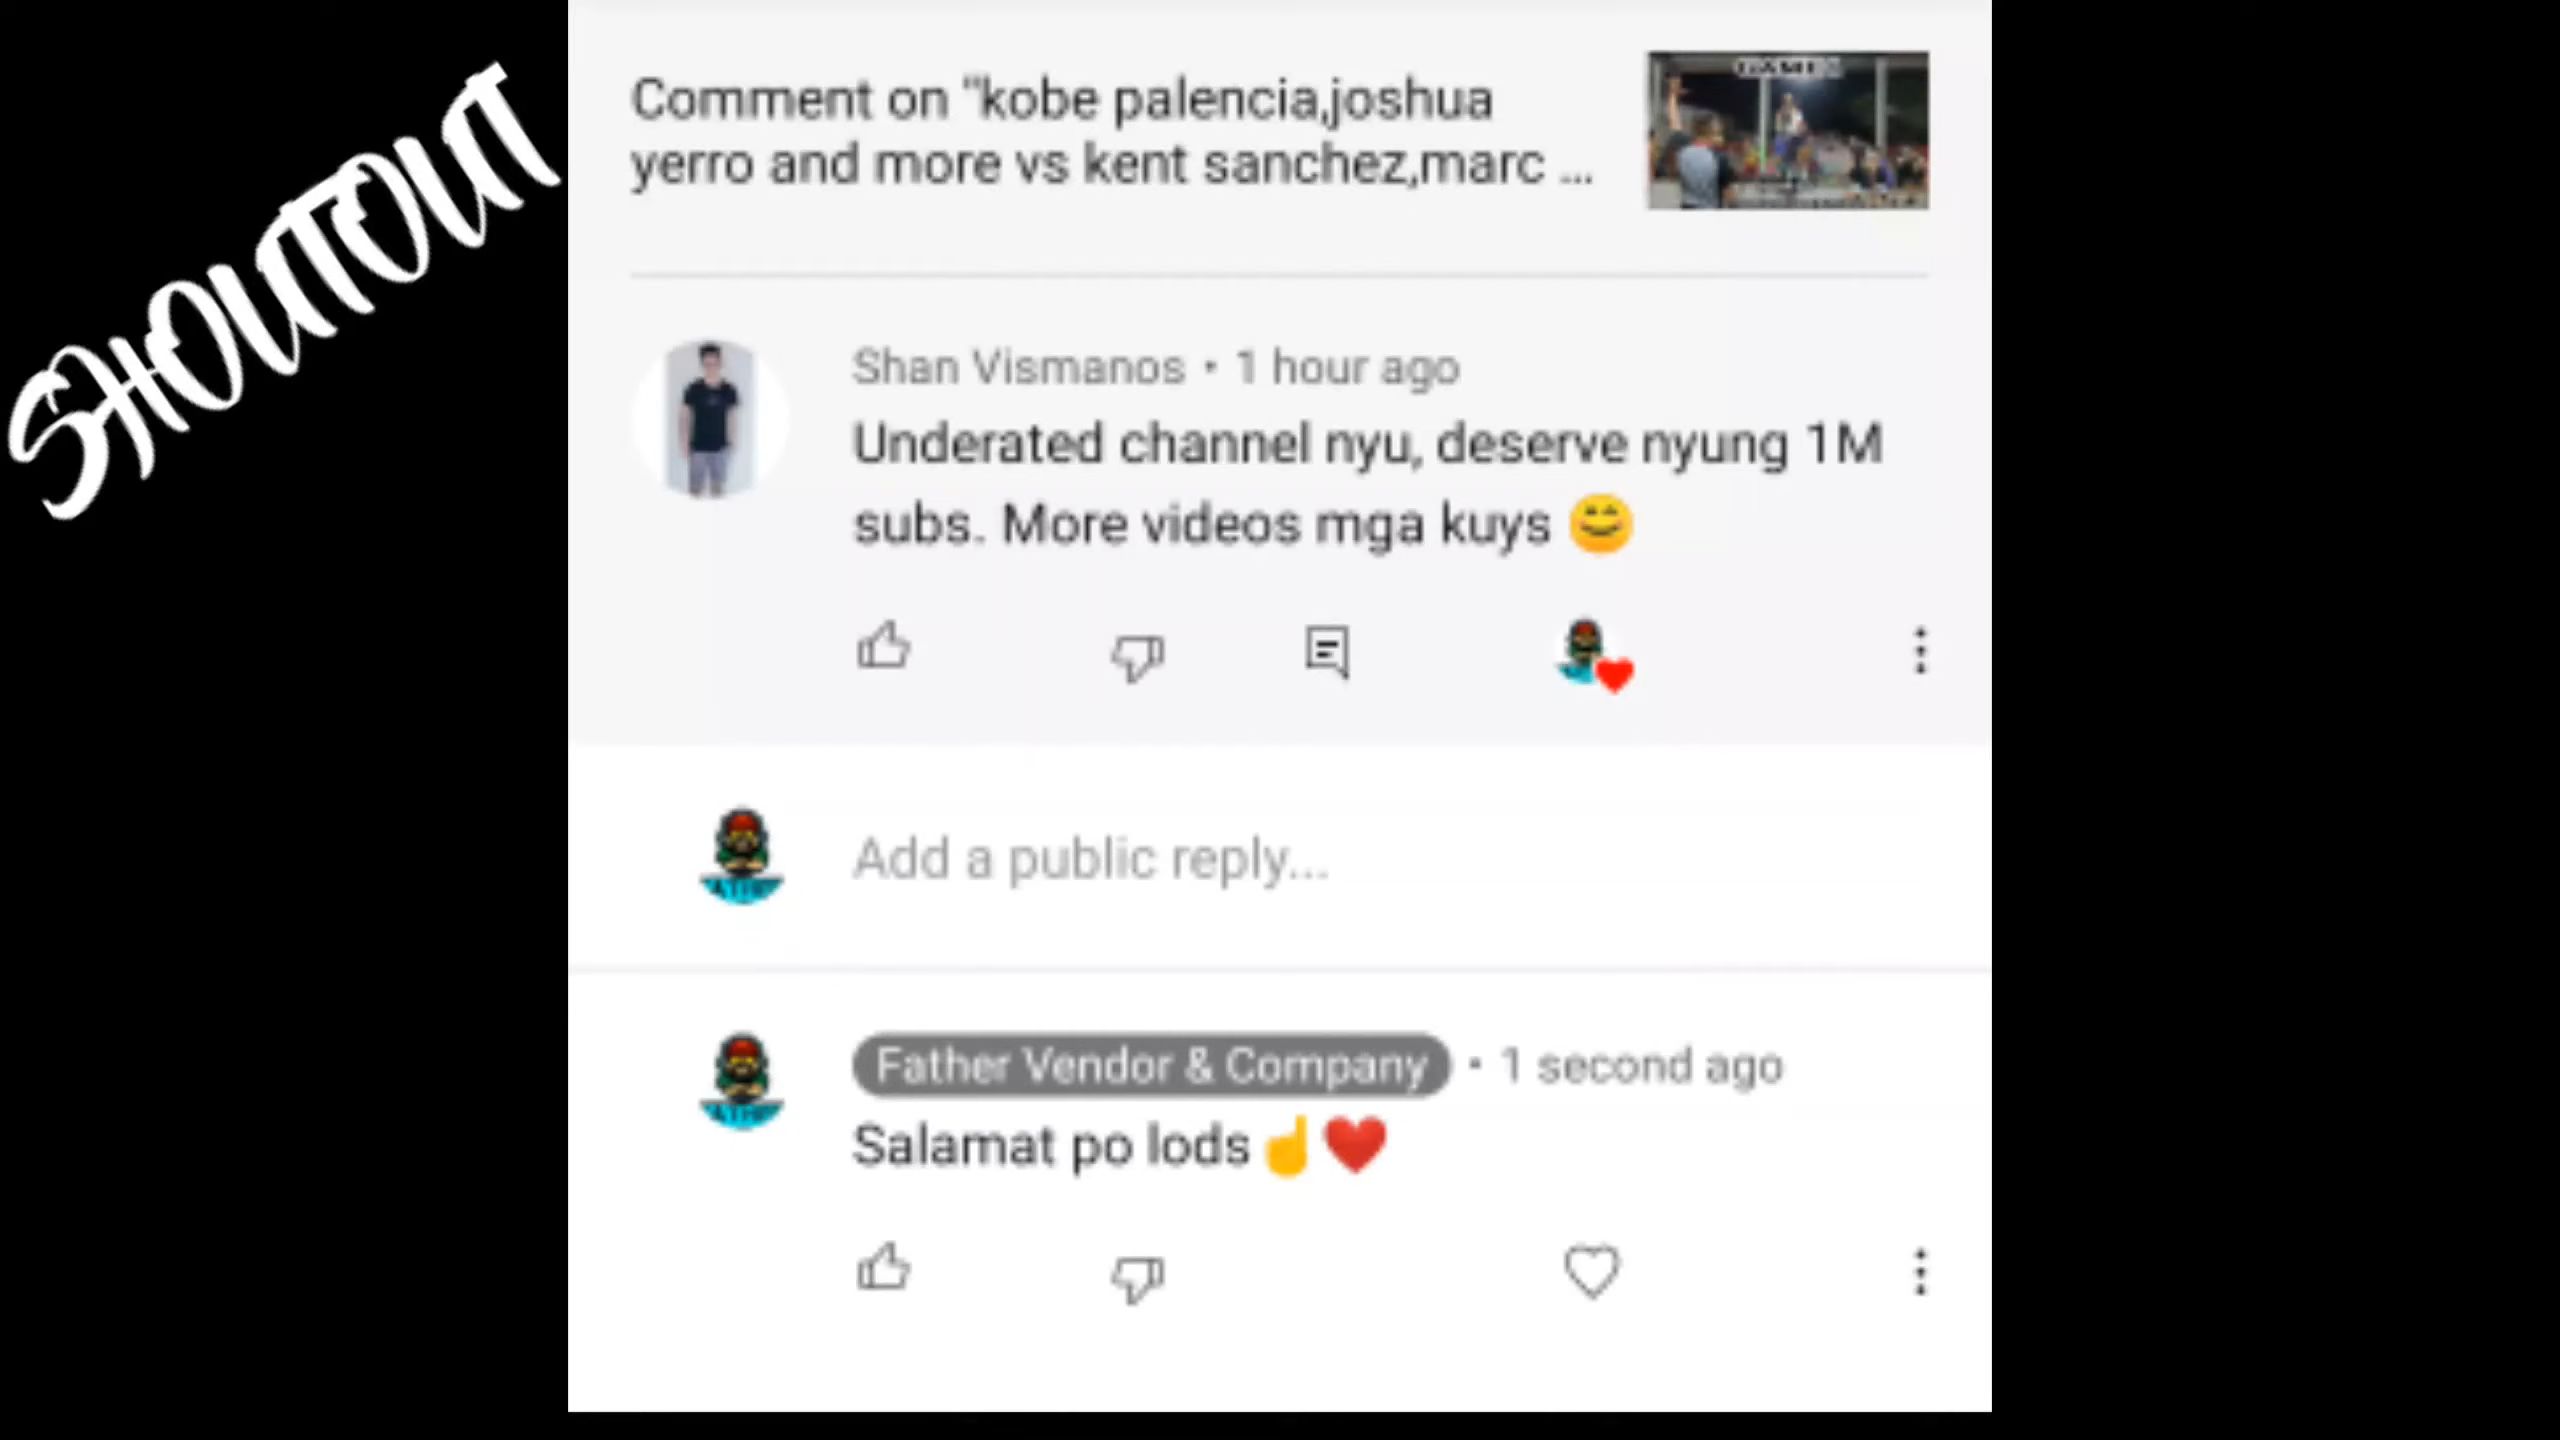 SHOUTOUT
Comment on "kobe palencia,joshua
yerro and more vs kent sanchez,marc ...
Shan Vismanos • 1 hour ago
Underated channel nyu, deserve nyung 1M
subs. More videos mga kuys 😊
Add a public reply...
Father Vendor & Company • 1 second ago
Salamat po lods ☝️❤️